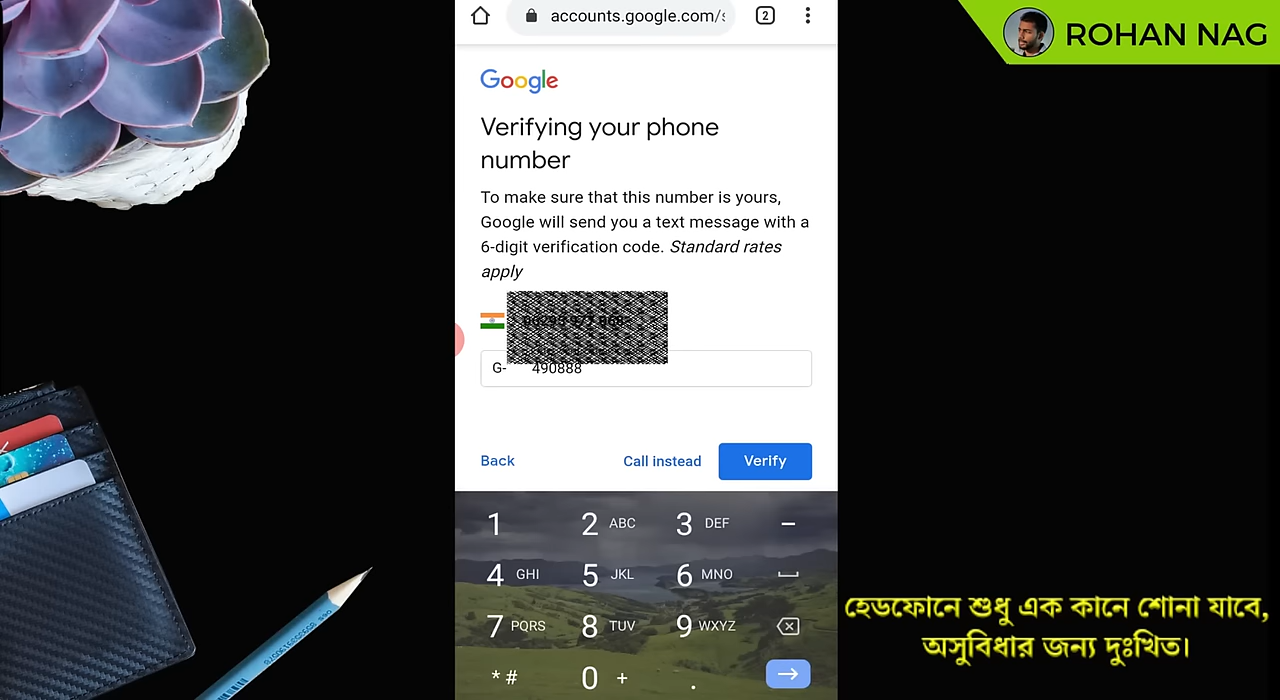 accounts.google.com/s
2
ROHAN NAG
Google
Verifying your phone
number
To make sure that this number is yours,
Google will send you a text message with a
6-digit verification code. Standard rates
apply
G- 490888
Back
Call instead
Verify
1
2 ABC
3 DEF
–
4 GHI
5 JKL
6 MNO
7 PQRS
8 TUV
9 WXYZ
* #
0 +
.
হেডফোনে শুধু এক কানে শোনা যাবে,
অসুবিধার জন্য দুঃখিত।